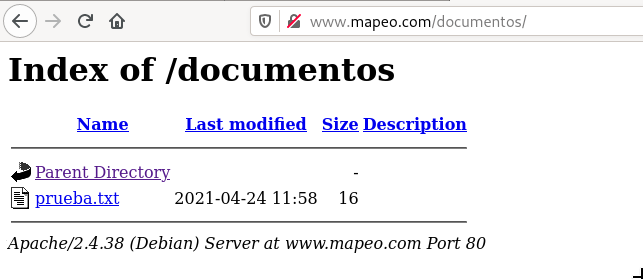 www.mapeo.com/documentos/
Index of /documentos
Name Last modified Size Description
Parent Directory -
prueba.txt 2021-04-24 11:58 16
Apache/2.4.38 (Debian) Server at www.mapeo.com Port 80